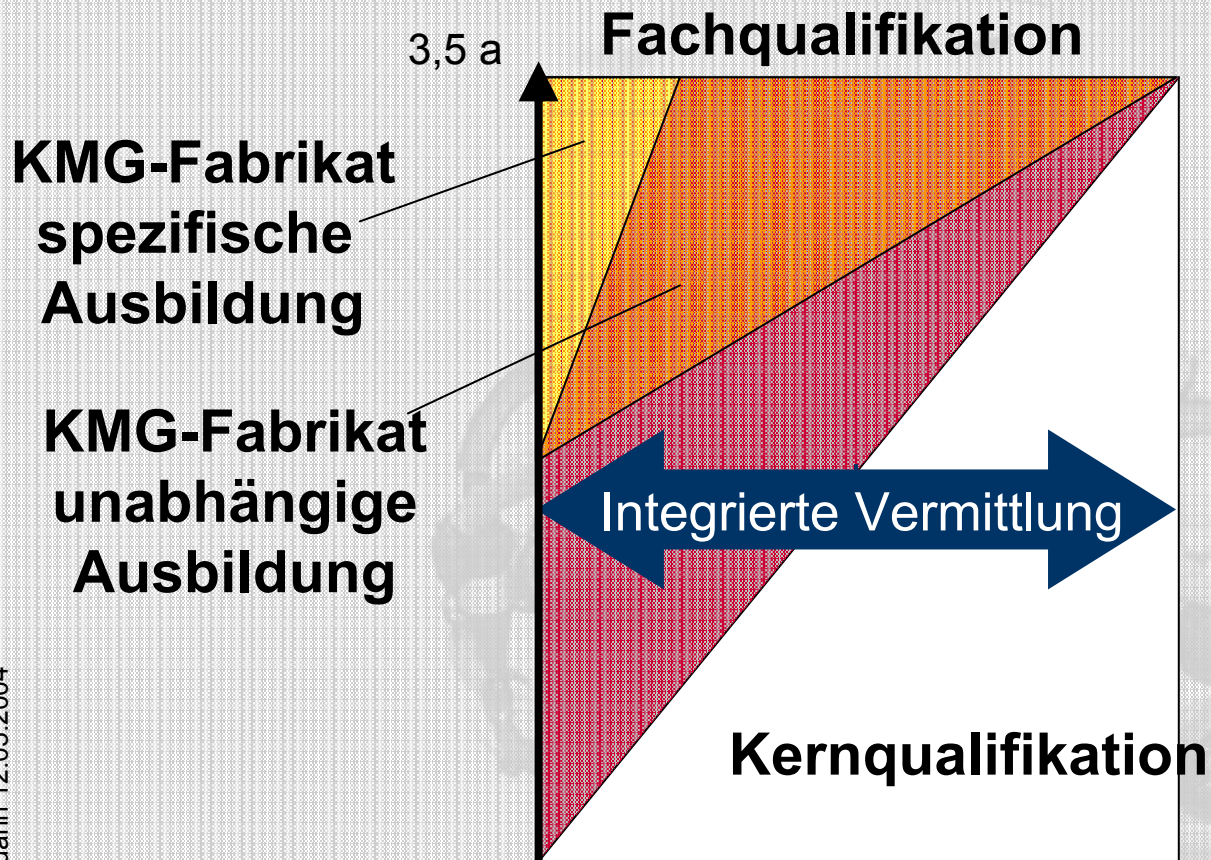 3,5 a
Fachqualifikation
KMG-Fabrikat
spezifische
Ausbildung
KMG-Fabrikat
unabhängige
Ausbildung
Integrierte Vermittlung
Kernqualifikation